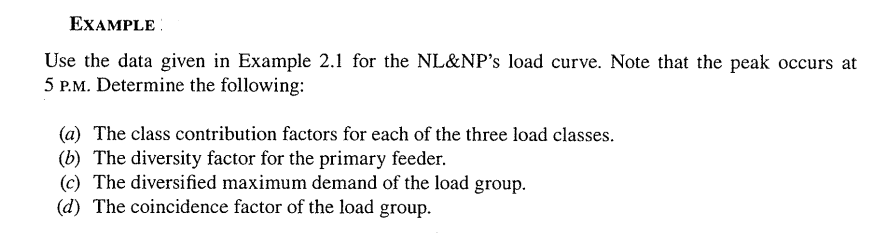 EXAMPLE
Use the data given in Example 2.1 for the NL&NP's load curve. Note that the peak occurs at
5 P.M. Determine the following:
(a) The class contribution factors for each of the three load classes.
(b) The diversity factor for the primary feeder.
(c) The diversified maximum demand of the load group.
(d) The coincidence factor of the load group.